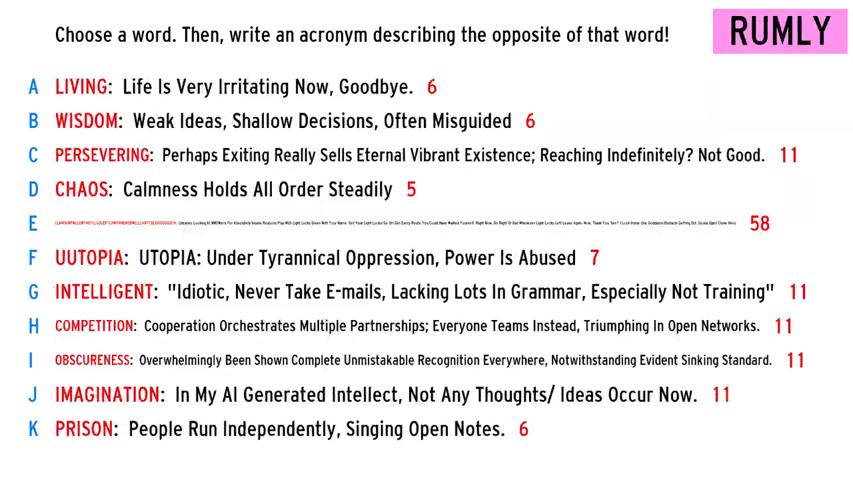 Choose a word. Then, write an acronym describing the opposite of that word!
RUMLY
A LIVING: Life Is Very Irritating Now, Goodbye. 6
B WISDOM: Weak Ideas, Shallow Decisions, Often Misguided 6
C PERSEVERING: Perhaps Exiting Really Sells Eternal Vibrant Existence; Reaching Indefinitely? Not Good. 11
D CHAOS: Calmness Holds All Order Steadily 5
E 58
F UUTOPIA: UTOPIA: Under Tyrannical Oppression, Power Is Abused 7
G INTELLIGENT: "Idiotic, Never Take E-mails, Lacking Lots In Grammar, Especially Not Training" 11
H COMPETITION: Cooperation Orchestrates Multiple Partnerships; Everyone Teams Instead, Triumphing In Open Networks. 11
I OBSCURENESS: Overwhelmingly Been Shown Complete Unmistakable Recognition Everywhere, Notwithstanding Evident Sinking Standard. 11
J IMAGINATION: In My AI Generated Intellect, Not Any Thoughts/ Ideas Occur Now. 11
K PRISON: People Run Independently, Singing Open Notes. 6